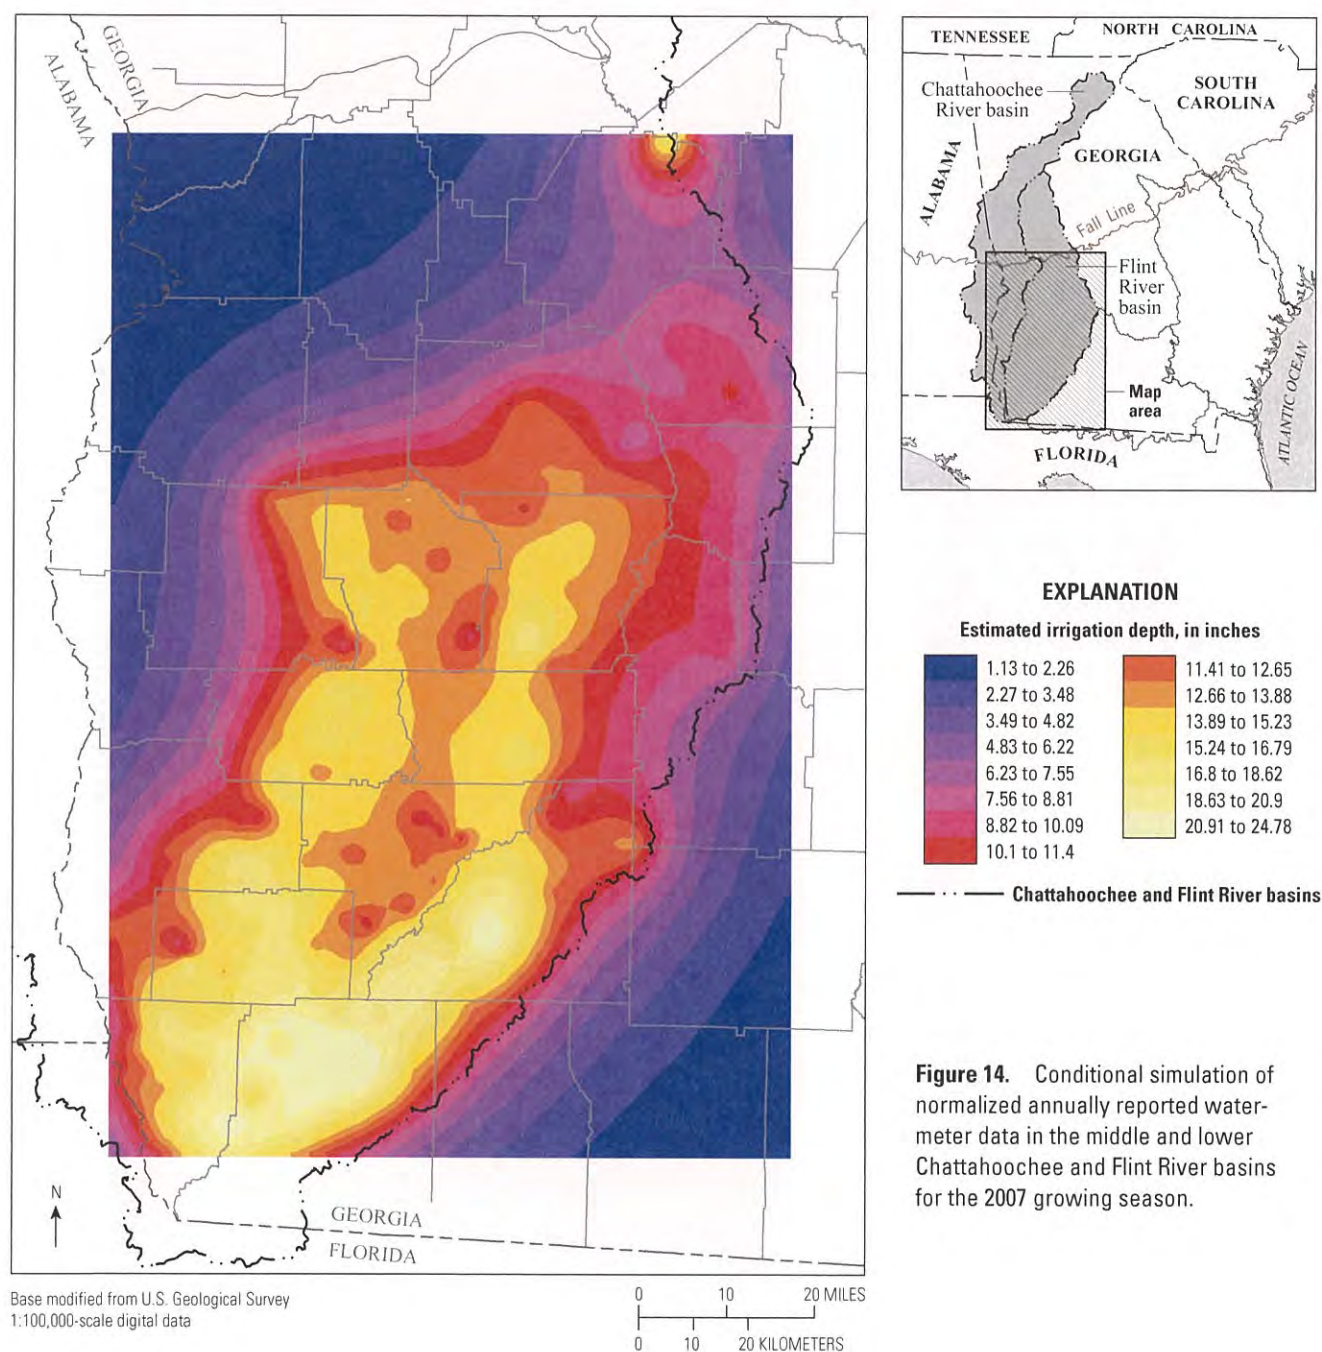 GEORGIA
ALABAMA
N
GEORGIA
FLORIDA
Base modified from U.S. Geological Survey
1:100,000-scale digital data
0 10 20 MILES
0 10 20 KILOMETERS
TENNESSEE
NORTH CAROLINA
Chattahoochee
River basin
SOUTH
CAROLINA
ALABAMA
GEORGIA
Fall Line
Flint
River
basin
Map
area
ATLANTIC OCEAN
FLORIDA
EXPLANATION
Estimated irrigation depth, in inches
1.13 to 2.26
2.27 to 3.48
3.49 to 4.82
4.83 to 6.22
6.23 to 7.55
7.56 to 8.81
8.82 to 10.09
10.1 to 11.4
11.41 to 12.65
12.66 to 13.88
13.89 to 15.23
15.24 to 16.79
16.8 to 18.62
18.63 to 20.9
20.91 to 24.78
Chattahoochee and Flint River basins
Figure 14. Conditional simulation of
normalized annually reported water-
meter data in the middle and lower
Chattahoochee and Flint River basins
for the 2007 growing season.